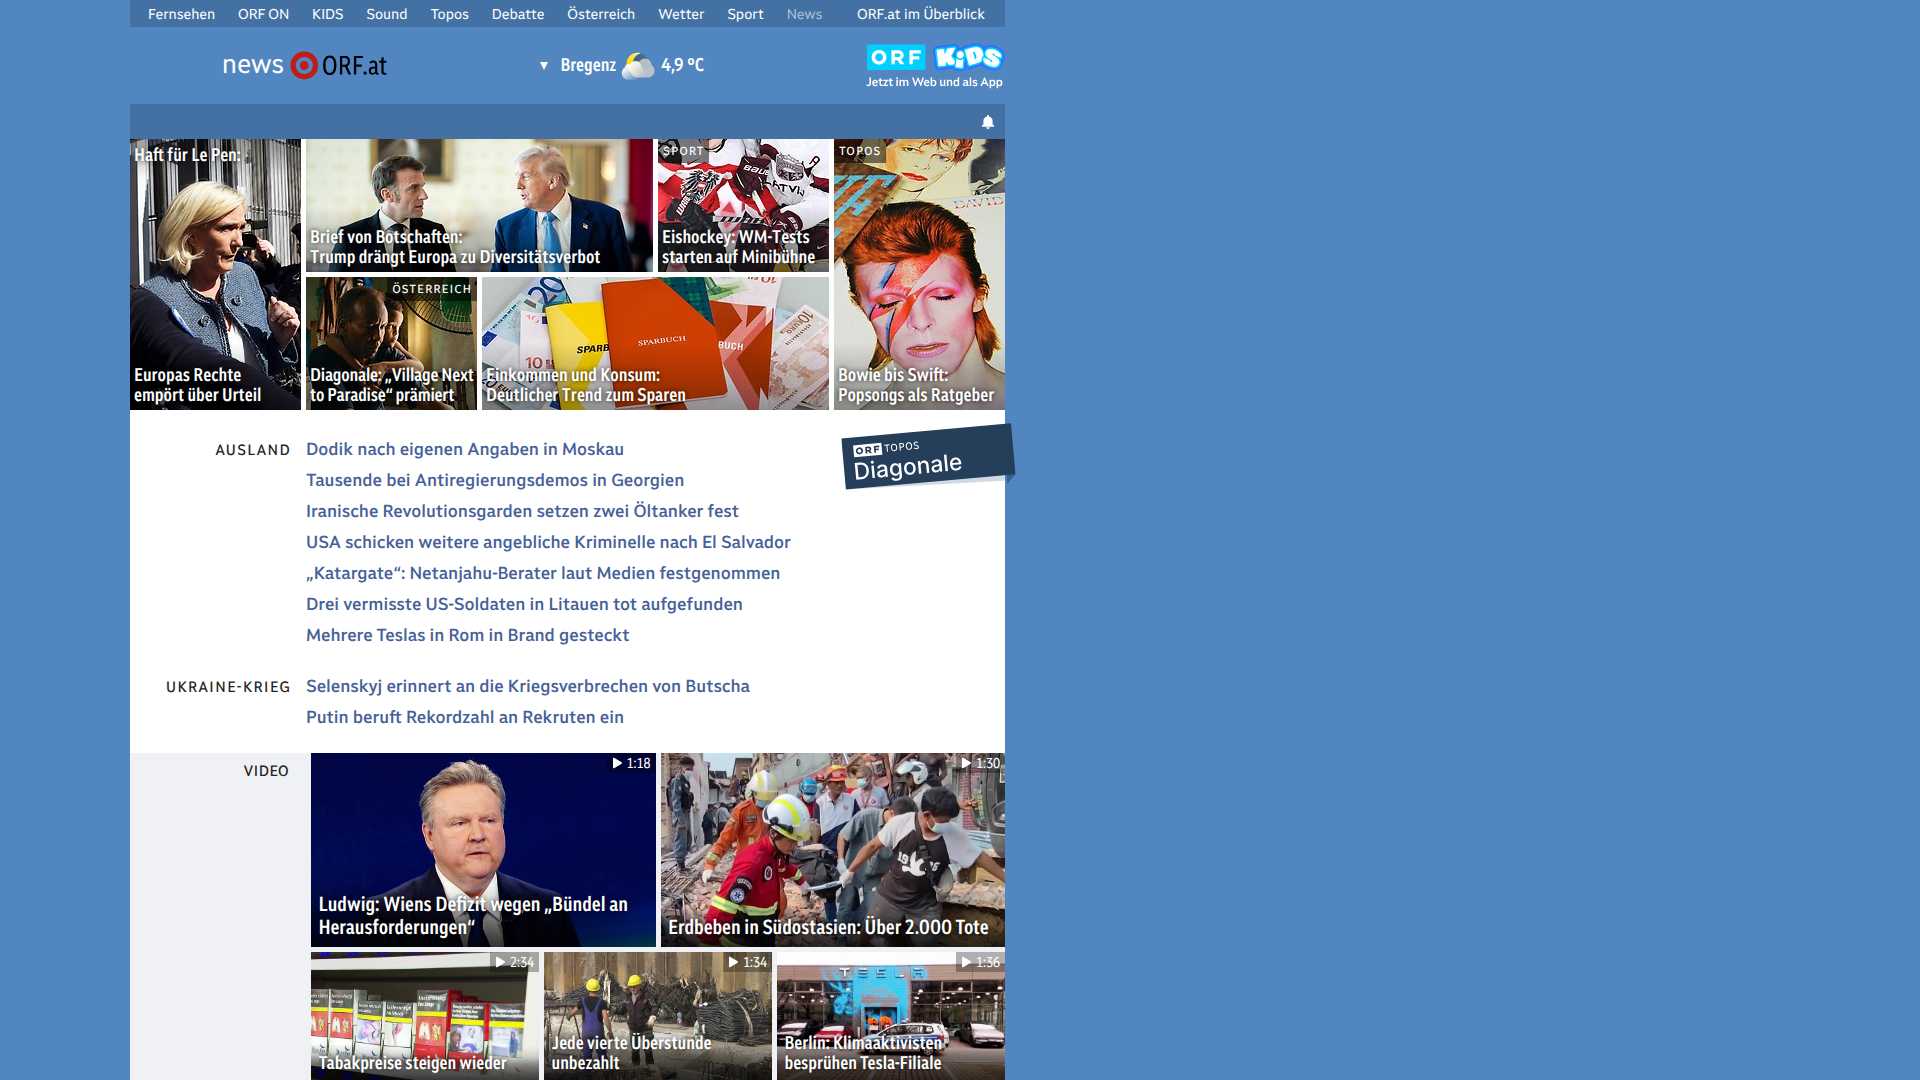 Fernsehen ORF ON KIDS Sound Topos Debatte Österreich Wetter Sport News ORF.at im Überblick
news ORF.at
▼ Bregenz 4,9 °C
ORF KiDS
Jetzt im Web und als App
Haft für Le Pen:
Europas Rechte
empört über Urteil
Brief von Botschaften:
Trump drängt Europa zu Diversitätsverbot
SPORT
LATVIA
Eishockey: WM-Tests
starten auf Minibühne
TOPOS
DAVID
Bowie bis Swift:
Popsongs als Ratgeber
ÖSTERREICH
Diagonale: „Village Next
to Paradise“ prämiert
SPARB
SPARBUCH
BUCH
Einkommen und Konsum:
Deutlicher Trend zum Sparen
AUSLAND
Dodik nach eigenen Angaben in Moskau
Tausende bei Antiregierungsdemos in Georgien
Iranische Revolutionsgarden setzen zwei Öltanker fest
USA schicken weitere angebliche Kriminelle nach El Salvador
„Katargate“: Netanjahu-Berater laut Medien festgenommen
Drei vermisste US-Soldaten in Litauen tot aufgefunden
Mehrere Teslas in Rom in Brand gesteckt
ORF TOPOS
Diagonale
UKRAINE-KRIEG
Selenskyj erinnert an die Kriegsverbrechen von Butscha
Putin beruft Rekordzahl an Rekruten ein
VIDEO
1:18
Ludwig: Wiens Defizit wegen „Bündel an
Herausforderungen“
1:30
Erdbeben in Südostasien: Über 2.000 Tote
2:34
Tabakpreise steigen wieder
1:34
Jede vierte Überstunde
unbezahlt
1:36
TESLA
Berlin: Klimaaktivisten
besprühen Tesla-Filiale